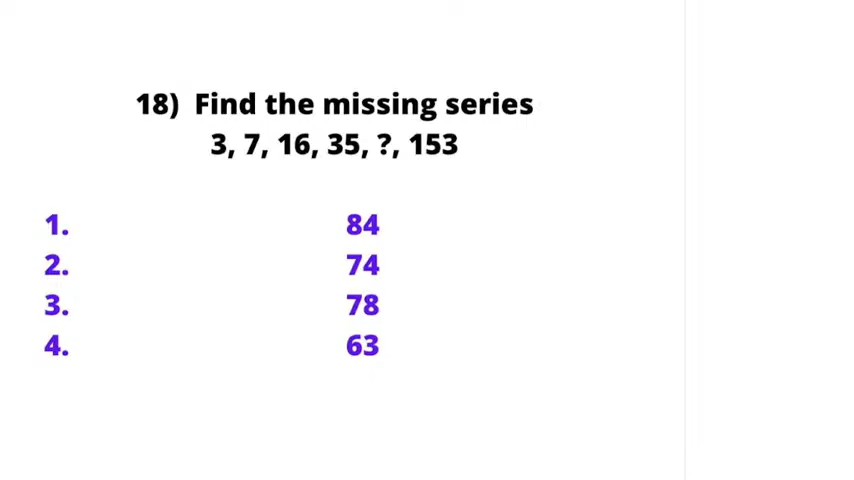 18) Find the missing series
3, 7, 16, 35, ?, 153
1. 84
2. 74
3. 78
4. 63